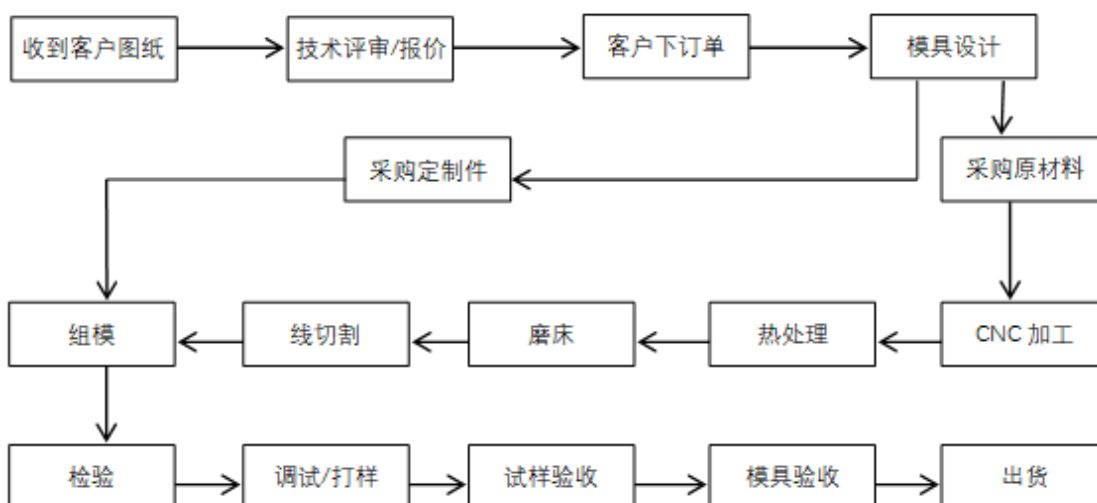 收到客户图纸
技术评审/报价
客户下订单
模具设计
采购定制件
采购原材料
组模
线切割
磨床
热处理
CNC 加工
检验
调试/打样
试样验收
模具验收
出货